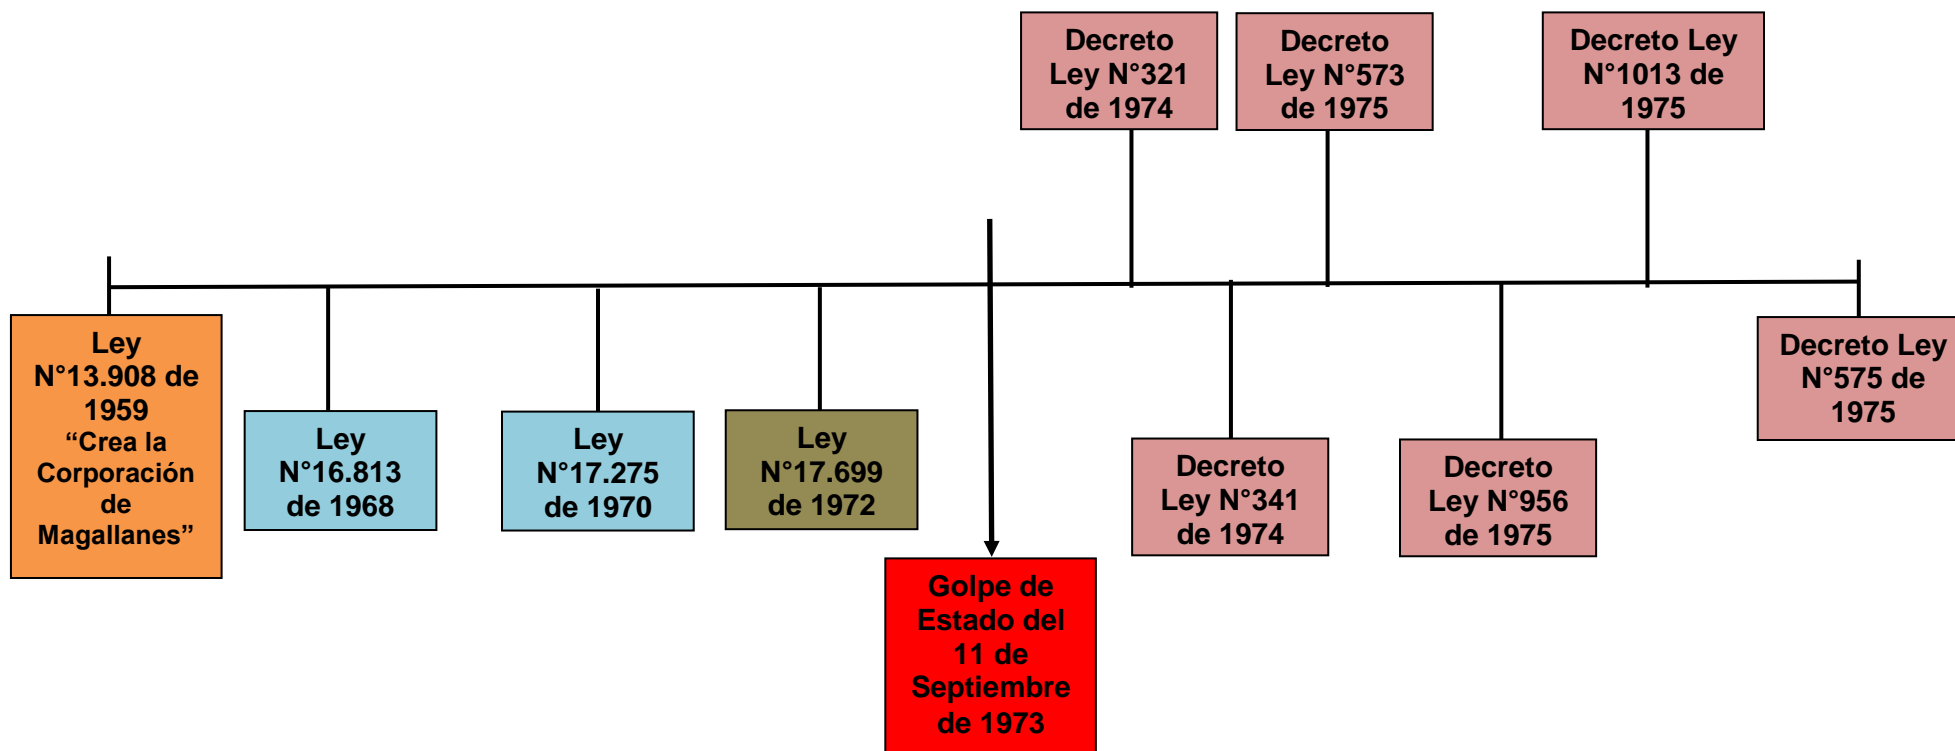 Decreto
Ley N°321
de 1974
Decreto
Ley N°573
de 1975
Decreto Ley
N°1013 de
1975
Ley
N°13.908 de
1959
“Crea la
Corporación
de
Magallanes”
Ley
N°16.813
de 1968
Ley
N°17.275
de 1970
Ley
N°17.699
de 1972
Golpe de
Estado del
11 de
Septiembre
de 1973
Decreto
Ley N°341
de 1974
Decreto
Ley N°956
de 1975
Decreto Ley
N°575 de
1975